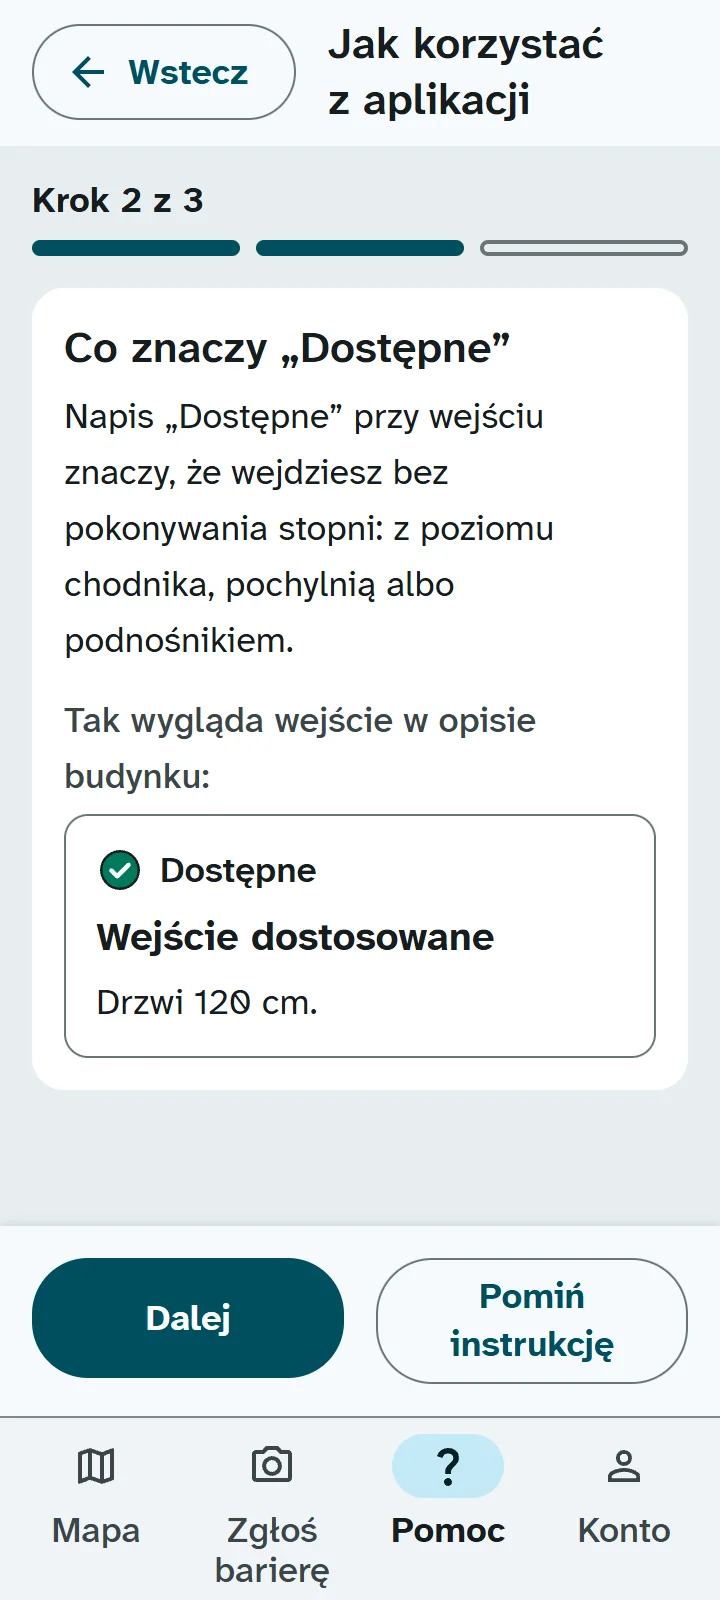 Wstecz
Jak korzystać
z aplikacji
Krok 2 z 3
Co znaczy „Dostępne”
Napis „Dostępne” przy wejściu
znaczy, że wejdziesz bez
pokonywania stopni: z poziomu
chodnika, pochylnią albo
podnośnikiem.
Tak wygląda wejście w opisie
budynku:
Dostępne
Wejście dostosowane
Drzwi 120 cm.
Dalej
Pomiń
instrukcję
Mapa
Zgłoś
barierę
Pomoc
Konto